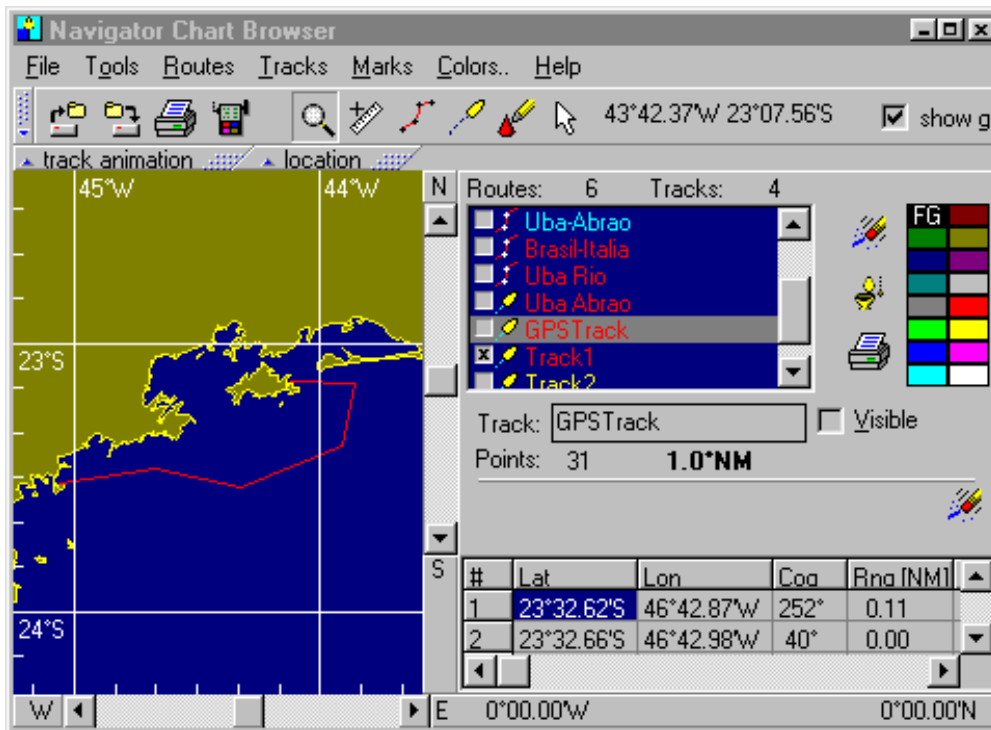 Navigator Chart Browser
File Tools Routes Tracks Marks Colors.. Help
43°42.37'W 23°07.56'S show g
track animation location
45°W 44°W N
Routes: 6 Tracks: 4
FG
Uba-Abrao
Brasil-Italia
Uba Rio
Uba Abrao
GPSTrack
23°S
Track1
Track2
Track: GPSTrack Visible
Points: 31 1.0°NM
S
# Lat Lon Cog Rng [NM]
1 23°32.62'S 46°42.87'W 252° 0.11
24°S
2 23°32.66'S 46°42.98'W 40° 0.00
W E 0°00.00'W 0°00.00'N